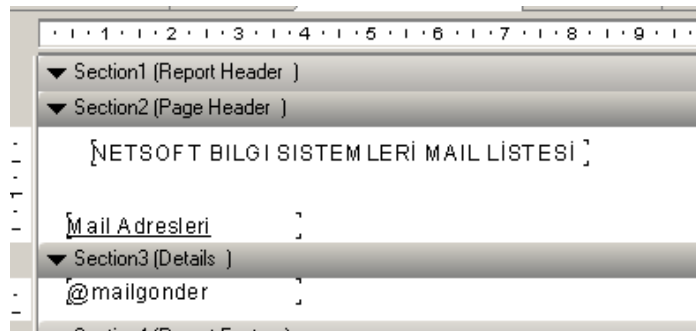 1 2 3 4 5 6 7 8 9
Section1 (Report Header )
Section2 (Page Header )
NETSOFT BILGI SISTEMLERİ MAIL LİSTESİ
1
Mail Adresleri
Section3 (Details )
@mailgonder